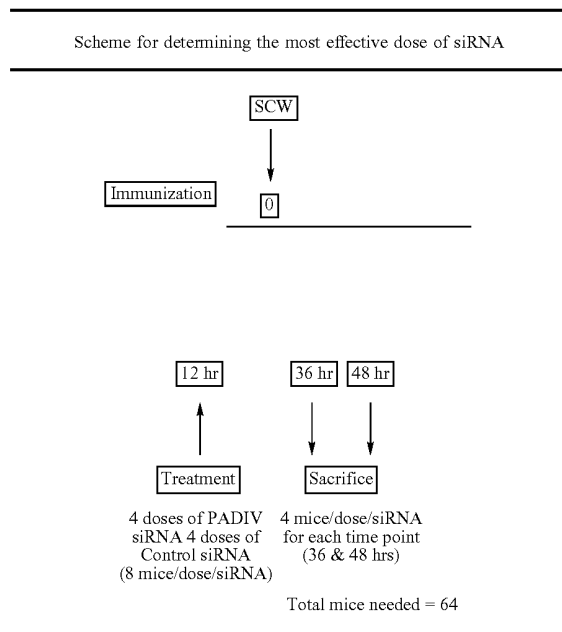 Scheme for determining the most effective dose of siRNA
SCW
Immunization
0
12 hr
36 hr
48 hr
Treatment
Sacrifice
4 doses of PADIV
siRNA 4 doses of
Control siRNA
(8 mice/dose/siRNA)
4 mice/dose/siRNA
for each time point
(36 & 48 hrs)
Total mice needed = 64